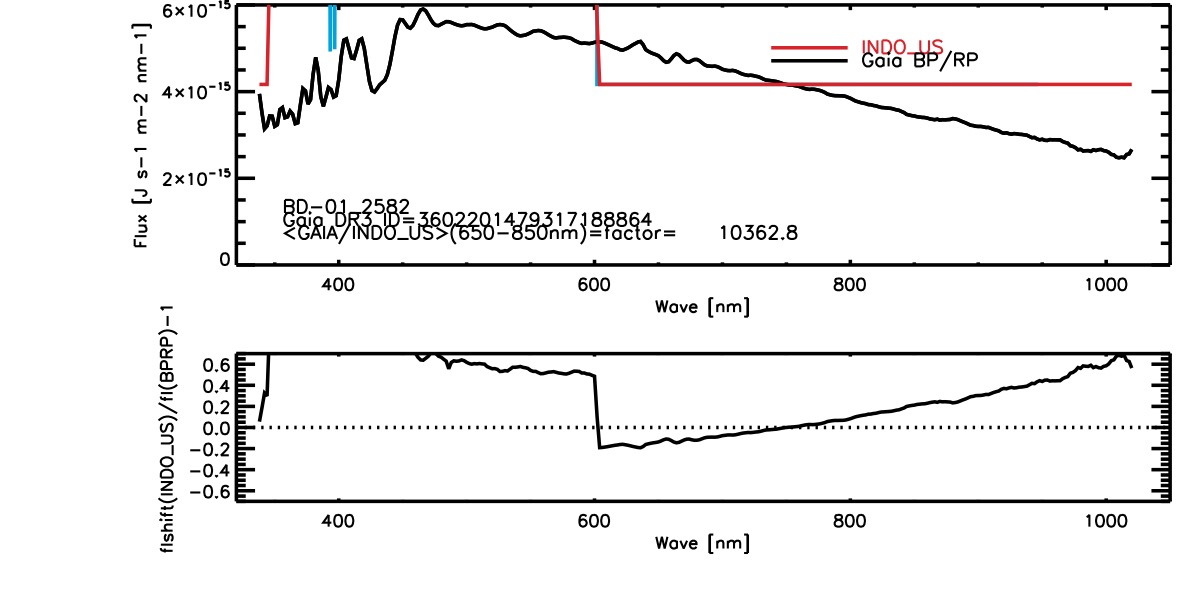 6×10−15
4×10−15
2×10−15
0
Flux [J s−1 m−2 nm−1]
INDO_US
Gaia BP/RP
BD−01 2582
Gaia DR3 ID=3602201479317188864
<GAIA/INDO_US>(650−850nm)=factor= 10362.8
400 600 800 1000
Wave [nm]
flshift(INDO_US)/fl(BPRP)−1
0.6
0.4
0.2
0.0
−0.2
−0.4
−0.6
400 600 800 1000
Wave [nm]